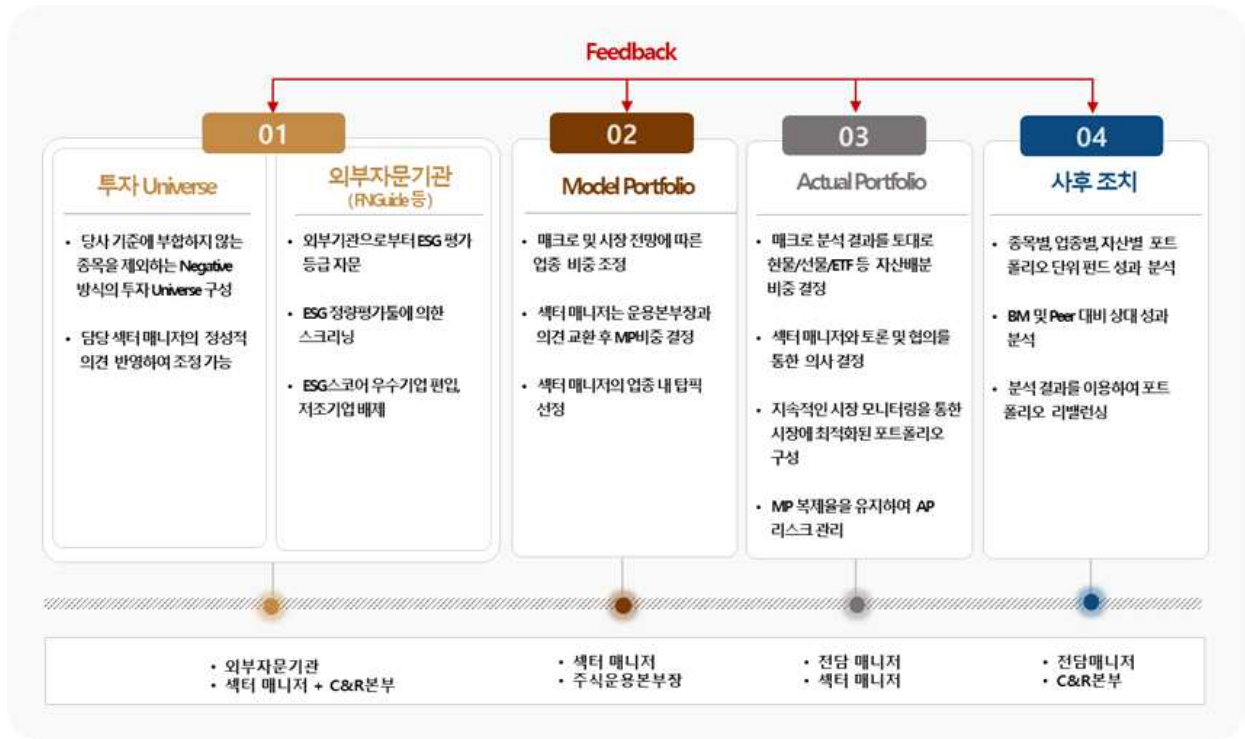 Feedback
01
투자 Universe
• 당사 기준에 부합하지 않는
종목을 제외하는 Negative
방식의 투자 Universe 구성
• 담당 섹터 매니저의 정성적
의견 반영하여 조정 가능
외부자문기관
(FNGuide 등)
• 외부기관으로부터 ESG 평가
등급 자문
• ESG 정량평가툴에 의한
스크리닝
• ESG스코어 우수기업 편입,
저조기업 배제
02
Model Portfolio
• 매크로 및 시장 전망에 따른
업종 비중 조정
• 섹터 매니저는 운용본부장과
의견 교환 후 MP비중 결정
• 섹터 매니저의 업종 내 탑픽
선정
03
Actual Portfolio
• 매크로 분석 결과를 토대로
현물/선물/ETF 등 자산배분
비중 결정
• 섹터 매니저와 토론 및 협의를
통한 의사 결정
• 지속적인 시장 모니터링을 통한
시장에 최적화된 포트폴리오
구성
• MP 복제율을 유지하여 AP
리스크 관리
04
사후 조치
• 종목별, 업종별, 자산별 포트
폴리오 단위 펀드 성과 분석
• BM 및 Peer 대비 상대 성과
분석
• 분석 결과를 이용하여 포트
폴리오 리밸런싱
• 외부자문기관
• 섹터 매니저 + C&R본부
• 섹터 매니저
• 주식운용본부장
• 전담 매니저
• 섹터 매니저
• 전담매니저
• C&R본부